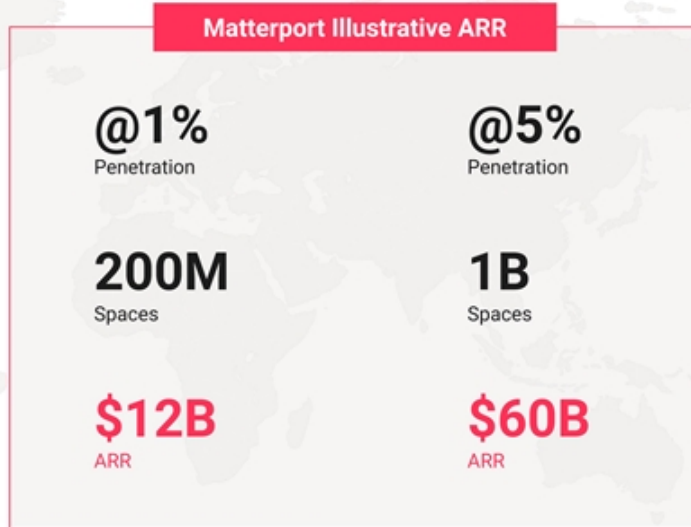 Matterport Illustrative ARR
@1%
Penetration
200M
Spaces
$12B
ARR
@5%
Penetration
1B
Spaces
$60B
ARR